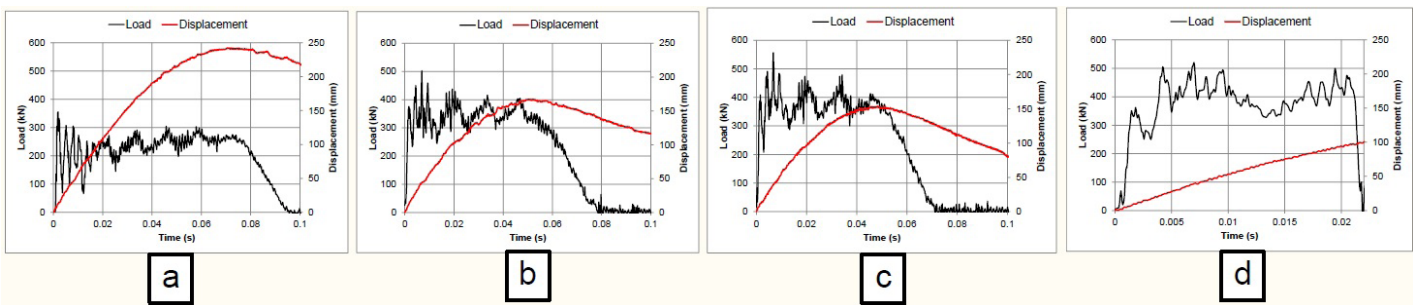 Load Displacement
600 250
500 200
400 150
300
200 100
100 50
0 0
0 0.02 0.04 0.06 0.08 0.1
Load (kN)
Displacement (mm)
Time (s)
a
Load Displacement
600 250
500 200
400 150
300
200 100
100 50
0 0
0 0.02 0.04 0.06 0.08 0.1
Load (kN)
Displacement (mm)
Time (s)
b
Load Displacement
600 250
500 200
400 150
300
200 100
100 50
0 0
0 0.02 0.04 0.06 0.08 0.1
Load (kN)
Displacement (mm)
Time (s)
c
Load Displacement
600 250
500 200
400 150
300
200 100
100 50
0 0
0 0.005 0.01 0.015 0.02
Load (kN)
Displacement (mm)
Time (s)
d